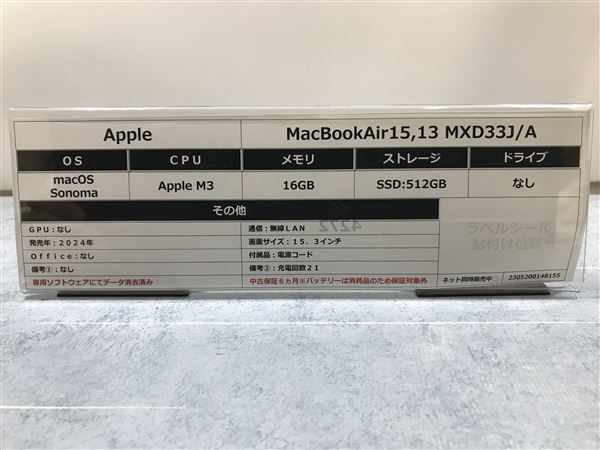 Apple MacBookAir15,13 MXD33J/A
OS CPU メモリ ストレージ ドライブ
macOS Sonoma Apple M3 16GB SSD:512GB なし
その他
GPU:なし 通信:無線LAN
発売年:2024年 画面サイズ:15.3インチ
Office:なし 付属品:電源コード
備考①:なし 備考②:充電回数21
専用ソフトウェアにてデータ消去済み 中古保証6ヵ月※バッテリーは消耗品のため保証対象外
ラベルシール
貼付け位置
ネット同時販売中□ 2305200148155
4272